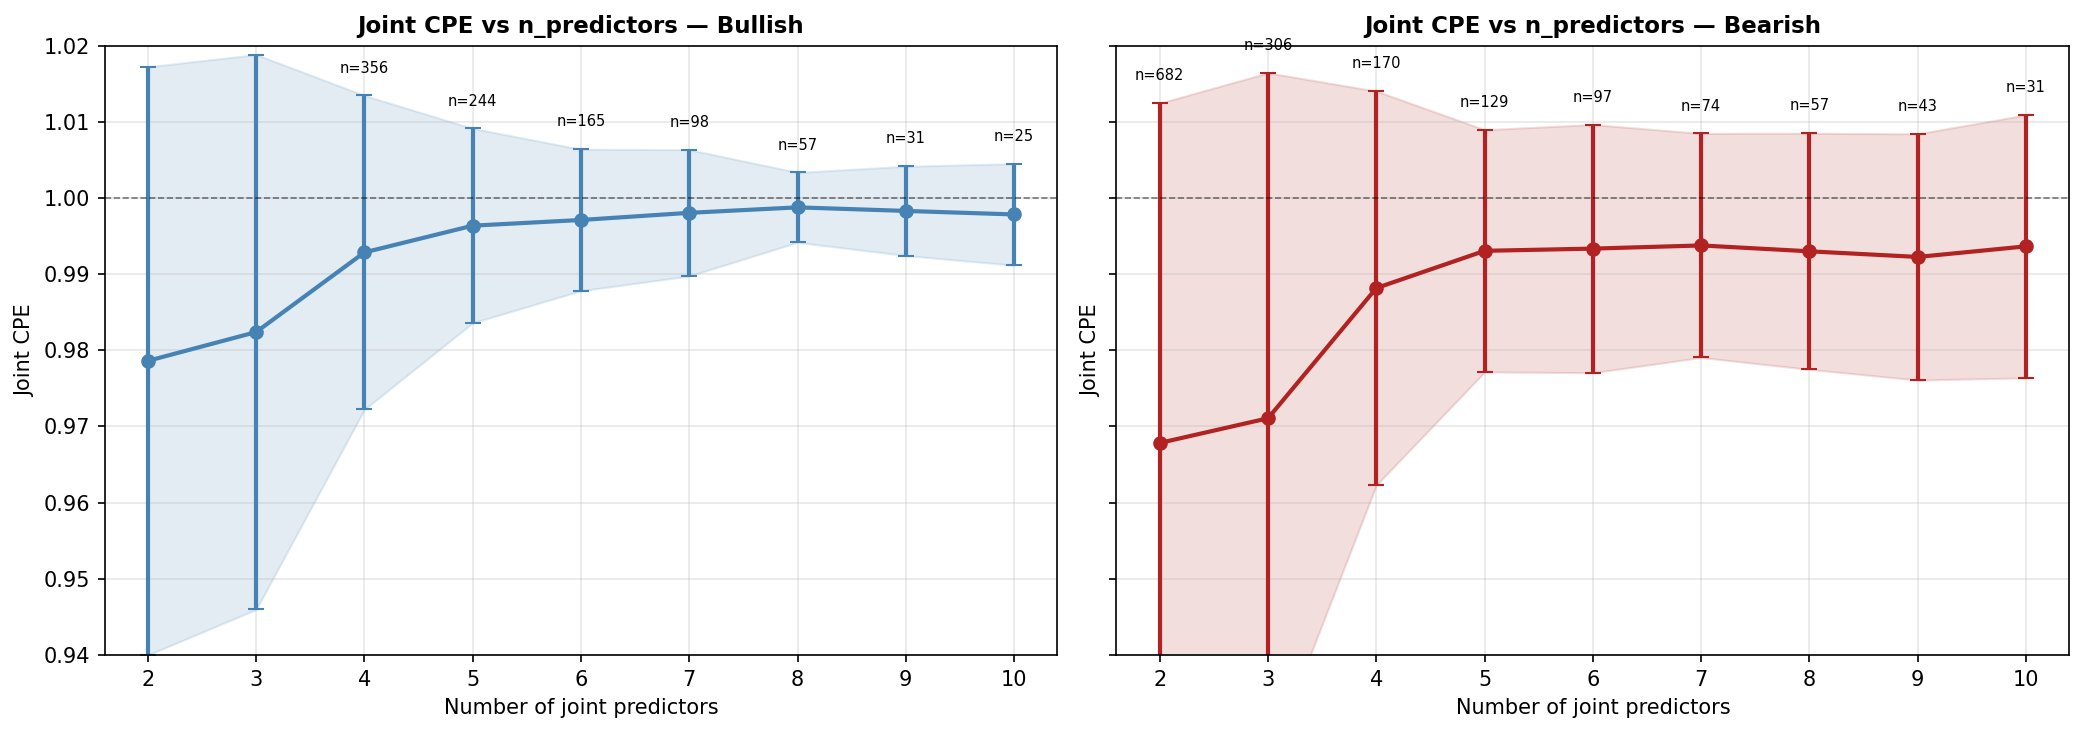 Joint CPE vs n_predictors — Bullish
Joint CPE
1.02
1.01
1.00
0.99
0.98
0.97
0.96
0.95
0.94
n=356
n=244
n=165
n=98
n=57
n=31
n=25
2 3 4 5 6 7 8 9 10
Number of joint predictors
Joint CPE vs n_predictors — Bearish
Joint CPE
n=682
n=306
n=170
n=129
n=97
n=74
n=57
n=43
n=31
2 3 4 5 6 7 8 9 10
Number of joint predictors